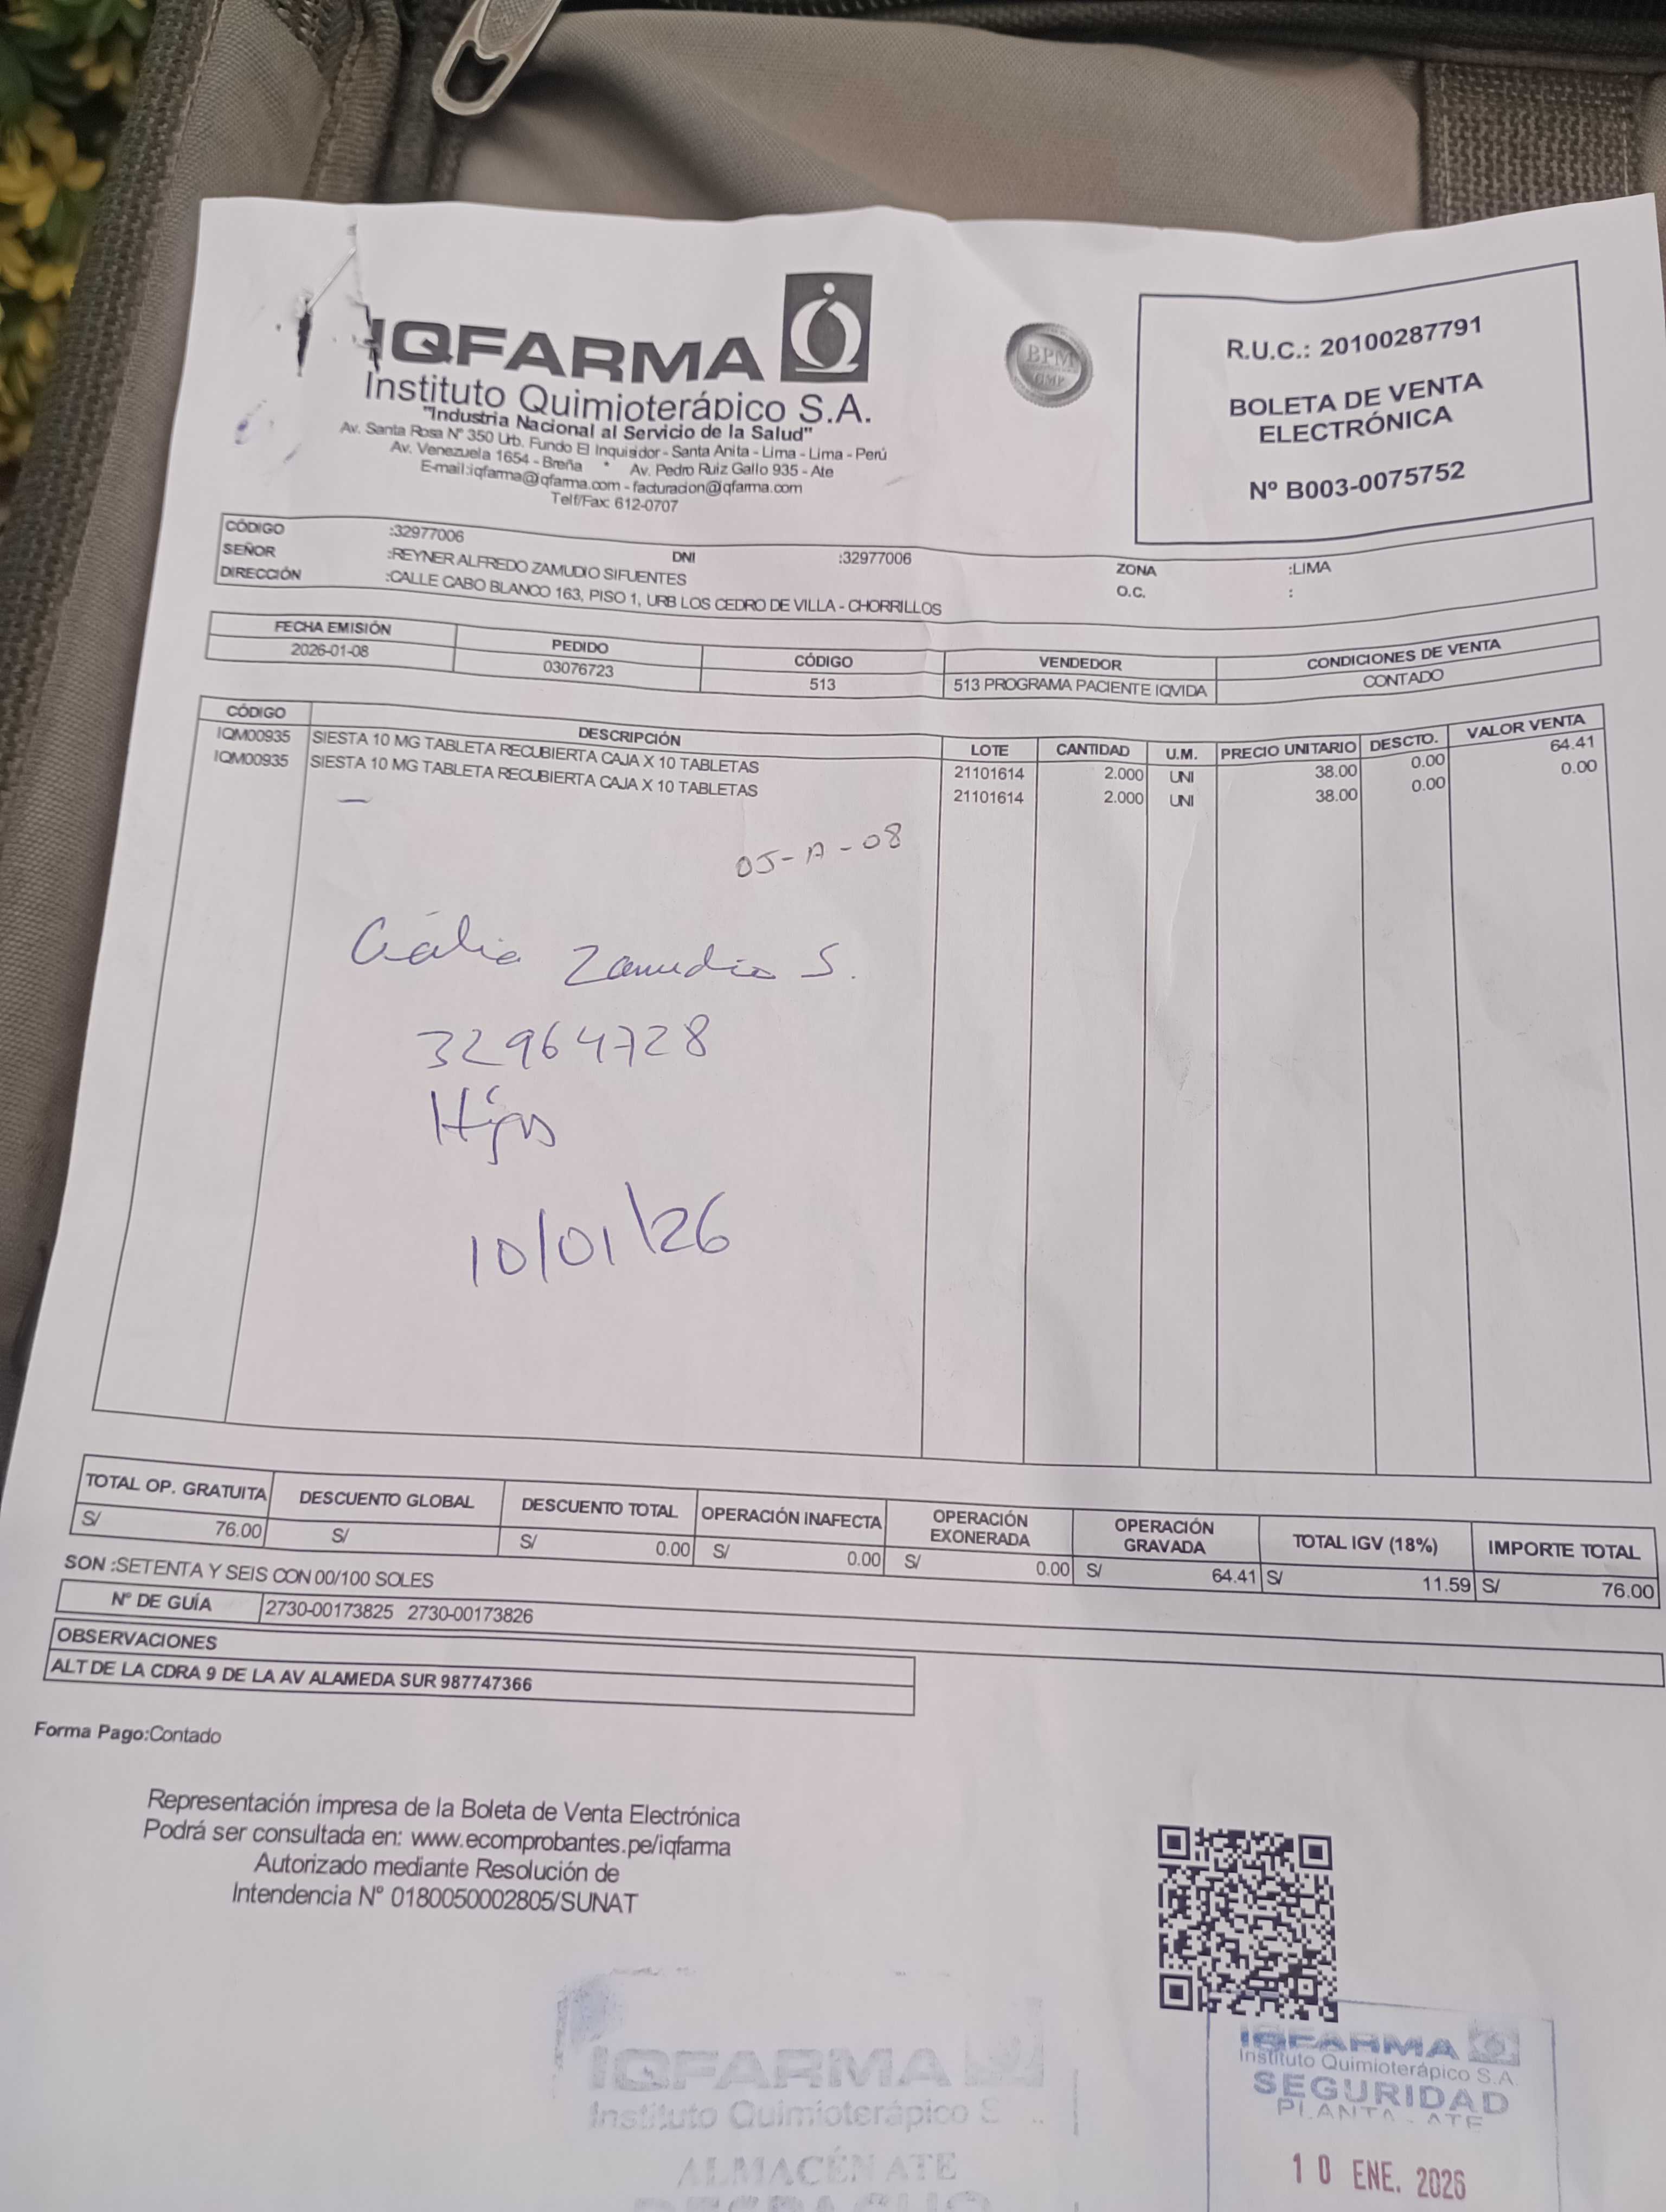 IQFARMA
Instituto Quimioterápico S.A.
"Industria Nacional al Servicio de la Salud"
Av. Santa Rosa N° 350 Urb. Fundo El Inquisidor - Santa Anita - Lima - Lima - Perú
Av. Venezuela 1654 - Breña * Av. Pedro Ruiz Gallo 935 - Ate
E-mail:iqfarma@iqfarma.com - facturacion@iqfarma.com
Telf/Fax: 612-0707
BPM
GMP
R.U.C.: 20100287791
BOLETA DE VENTA
ELECTRÓNICA
Nº B003-0075752
CÓDIGO :32977006 DNI :32977006 ZONA :LIMA
SEÑOR :REYNER ALFREDO ZAMUDIO SIFUENTES O.C. :
DIRECCIÓN :CALLE CABO BLANCO 163, PISO 1, URB LOS CEDRO DE VILLA - CHORRILLOS
FECHA EMISIÓN PEDIDO CÓDIGO VENDEDOR CONDICIONES DE VENTA
2026-01-08 03076723 513 513 PROGRAMA PACIENTE IQVIDA CONTADO
CÓDIGO DESCRIPCIÓN LOTE CANTIDAD U.M. PRECIO UNITARIO DESCTO. VALOR VENTA
IQM00935 SIESTA 10 MG TABLETA RECUBIERTA CAJA X 10 TABLETAS 21101614 2.000 UNI 38.00 0.00 64.41
IQM00935 SIESTA 10 MG TABLETA RECUBIERTA CAJA X 10 TABLETAS 21101614 2.000 UNI 38.00 0.00 0.00
05-A-08
Zamudio S.
32964728
10/01/26
TOTAL OP. GRATUITA DESCUENTO GLOBAL DESCUENTO TOTAL OPERACIÓN INAFECTA OPERACIÓN EXONERADA OPERACIÓN GRAVADA TOTAL IGV (18%) IMPORTE TOTAL
S/ 76.00 S/ S/ 0.00 S/ 0.00 S/ 0.00 S/ 64.41 S/ 11.59 S/ 76.00
SON :SETENTA Y SEIS CON 00/100 SOLES
N° DE GUÍA 2730-00173825 2730-00173826
OBSERVACIONES
ALT DE LA CDRA 9 DE LA AV ALAMEDA SUR 987747366
Forma Pago:Contado
Representación impresa de la Boleta de Venta Electrónica
Podrá ser consultada en: www.ecomprobantes.pe/iqfarma
Autorizado mediante Resolución de
Intendencia N° 0180050002805/SUNAT
IQFARMA
Instituto Quimioterápico S
ALMACÉN ATE
DESPACHO
IQFARMA
Instituto Quimioterápico S.A.
SEGURIDAD
PLANTA - ATE
10 ENE. 2026